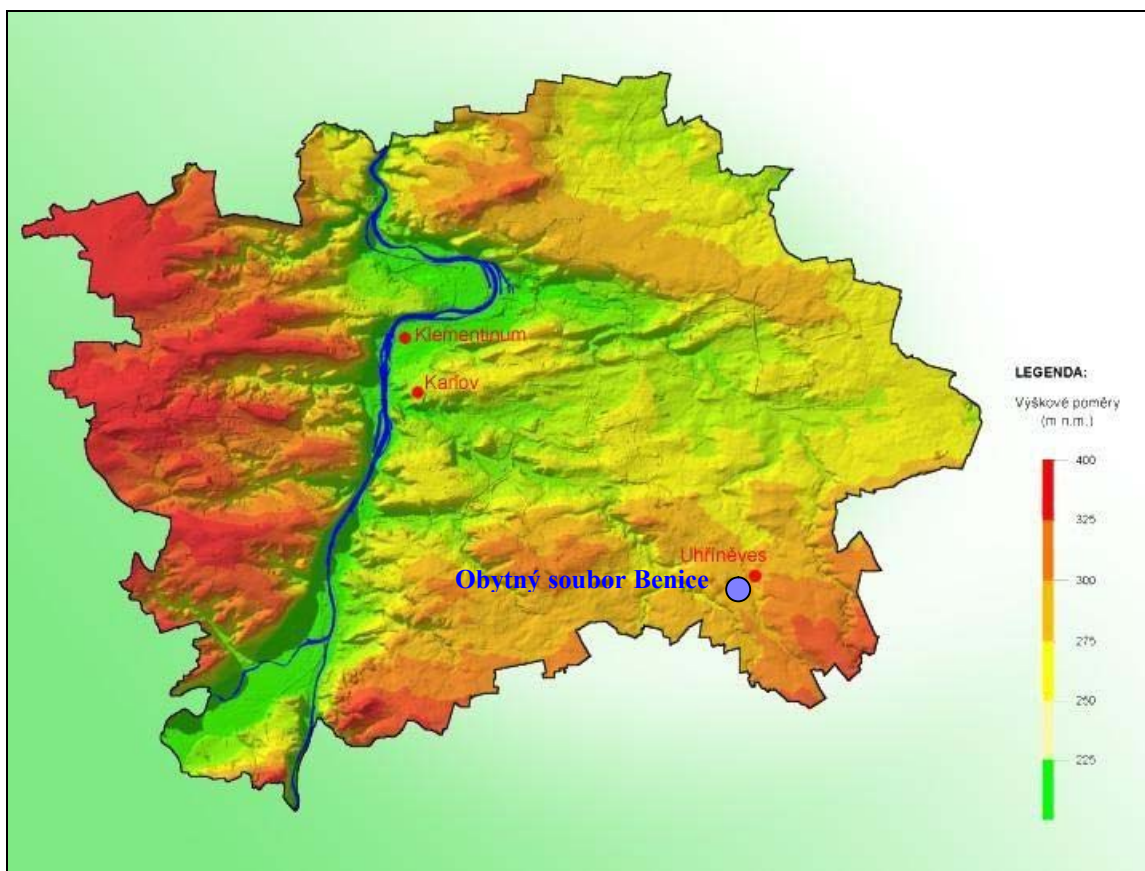 Klementinum
Karlov
Uhříněves
Obytný soubor Benice
LEGENDA:
Výškové poměry
(m n.m.)
400
325
300
275
250
225